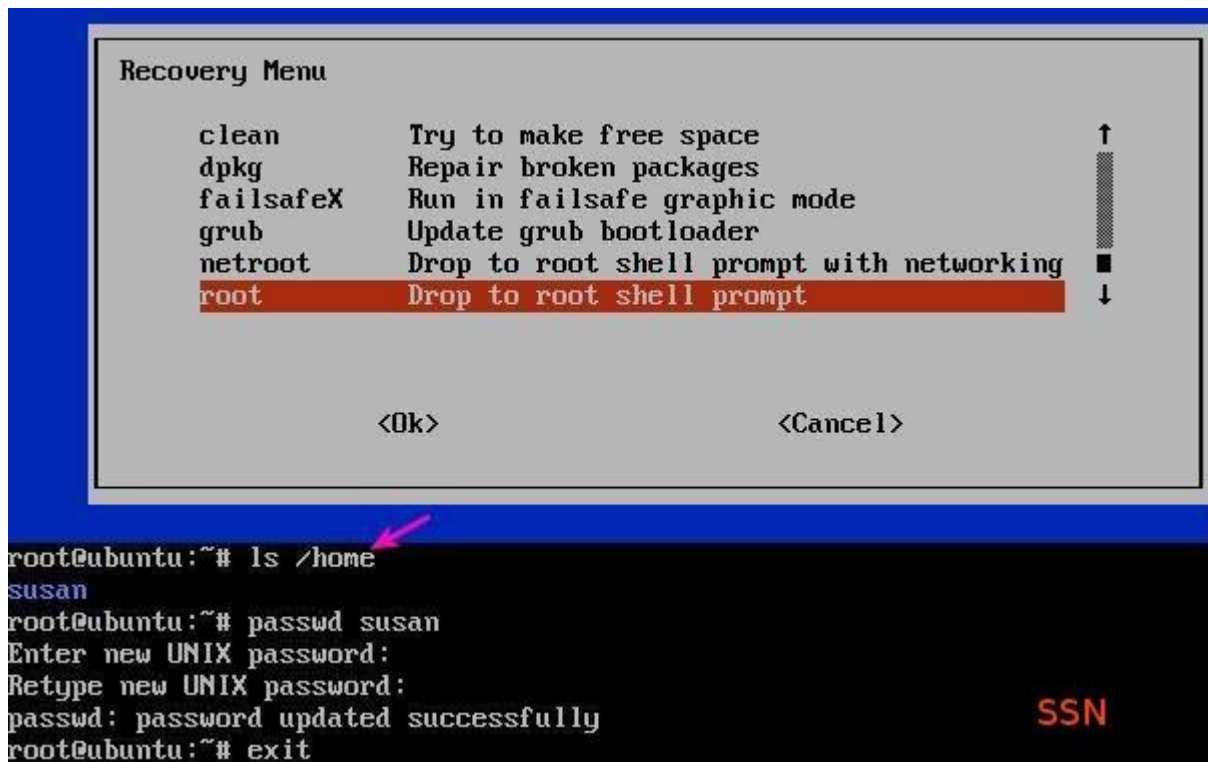 Recovery Menu
clean Try to make free space ↑
dpkg Repair broken packages
failsafeX Run in failsafe graphic mode
grub Update grub bootloader
netroot Drop to root shell prompt with networking
root Drop to root shell prompt ↓
<Ok> <Cancel>
root@ubuntu:~# ls /home
susan
root@ubuntu:~# passwd susan
Enter new UNIX password:
Retype new UNIX password:
passwd: password updated successfully
SSN
root@ubuntu:~# exit